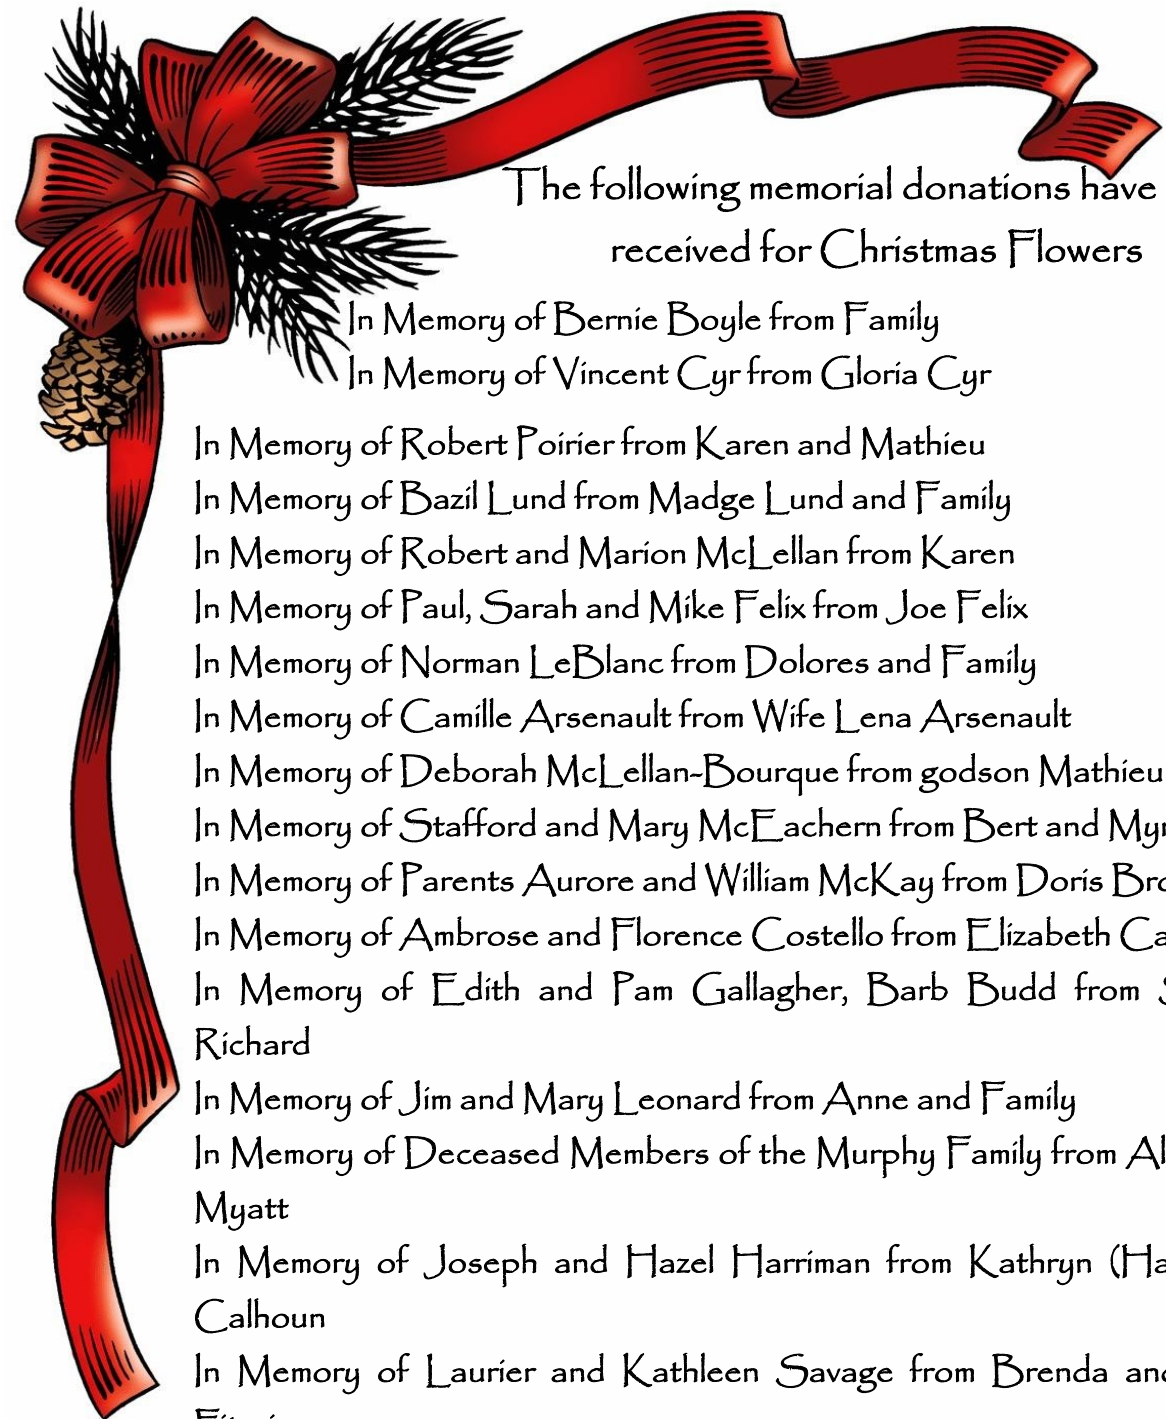 The following memorial donations have
received for Christmas Flowers
In Memory of Bernie Boyle from Family
In Memory of Vincent Cyr from Gloria Cyr
In Memory of Robert Poirier from Karen and Mathieu
In Memory of Bazil Lund from Madge Lund and Family
In Memory of Robert and Marion McLellan from Karen
In Memory of Paul, Sarah and Mike Felix from Joe Felix
In Memory of Norman LeBlanc from Dolores and Family
In Memory of Camille Arsenault from Wife Lena Arsenault
In Memory of Deborah McLellan-Bourque from godson Mathieu
In Memory of Stafford and Mary McEachern from Bert and
In Memory of Parents Aurore and William McKay from Doris
In Memory of Ambrose and Florence Costello from Elizabeth
In Memory of Edith and Pam Gallagher, Barb Budd from
Richard
In Memory of Jim and Mary Leonard from Anne and Family
In Memory of Deceased Members of the Murphy Family from
Myatt
In Memory of Joseph and Hazel Harriman from Kathryn
Calhoun
In Memory of Laurier and Kathleen Savage from Brenda and